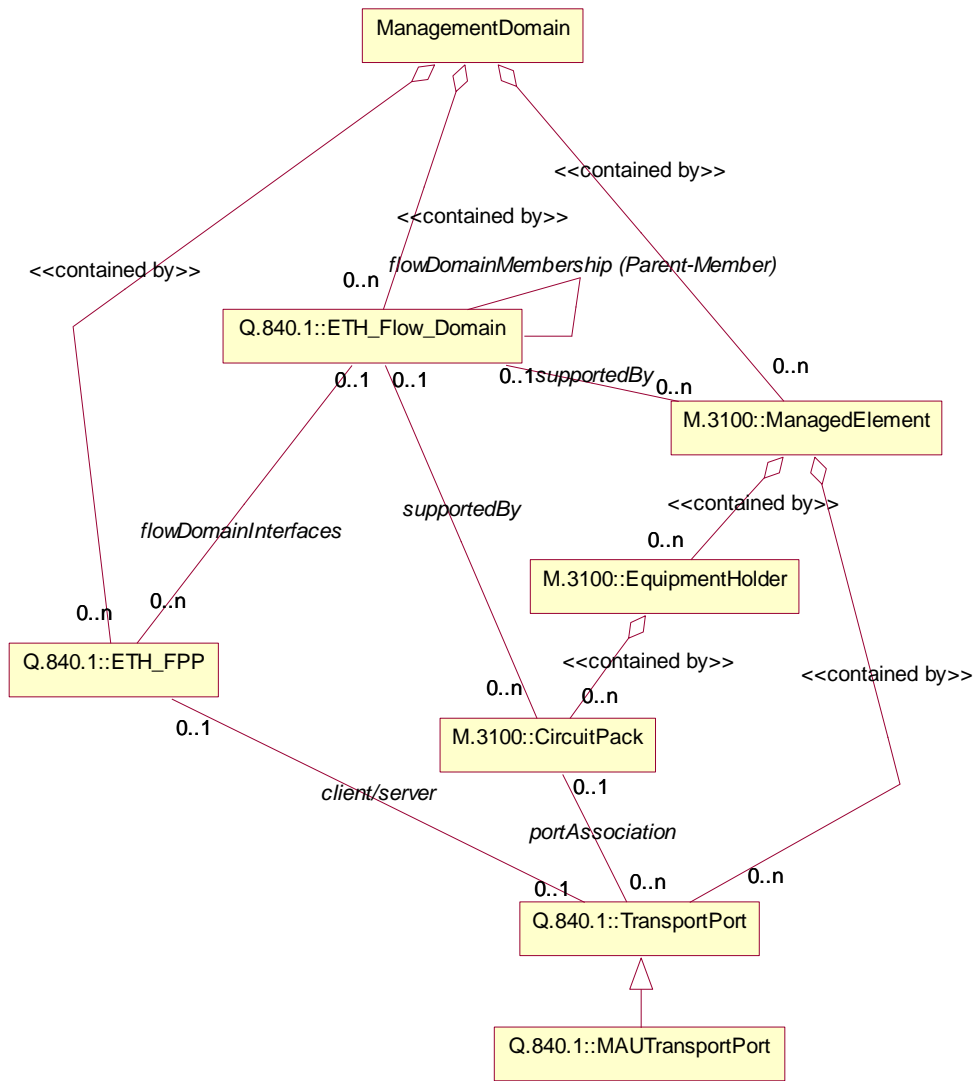 ManagementDomain
<<contained by>>
<<contained by>>
<<contained by>>
flowDomainMembership (Parent-Member)
0..n
Q.840.1::ETH_Flow_Domain
0..1
0..1
0..1
supportedBy
0..n
0..n
M.3100::ManagedElement
<<contained by>>
supportedBy
flowDomainInterfaces
0..n
M.3100::EquipmentHolder
0..n
0..n
Q.840.1::ETH_FPP
<<contained by>>
<<contained by>>
0..n
0..n
0..1
M.3100::CircuitPack
0..1
client/server
portAssociation
0..1
0..n
0..n
Q.840.1::TransportPort
Q.840.1::MAUTransportPort